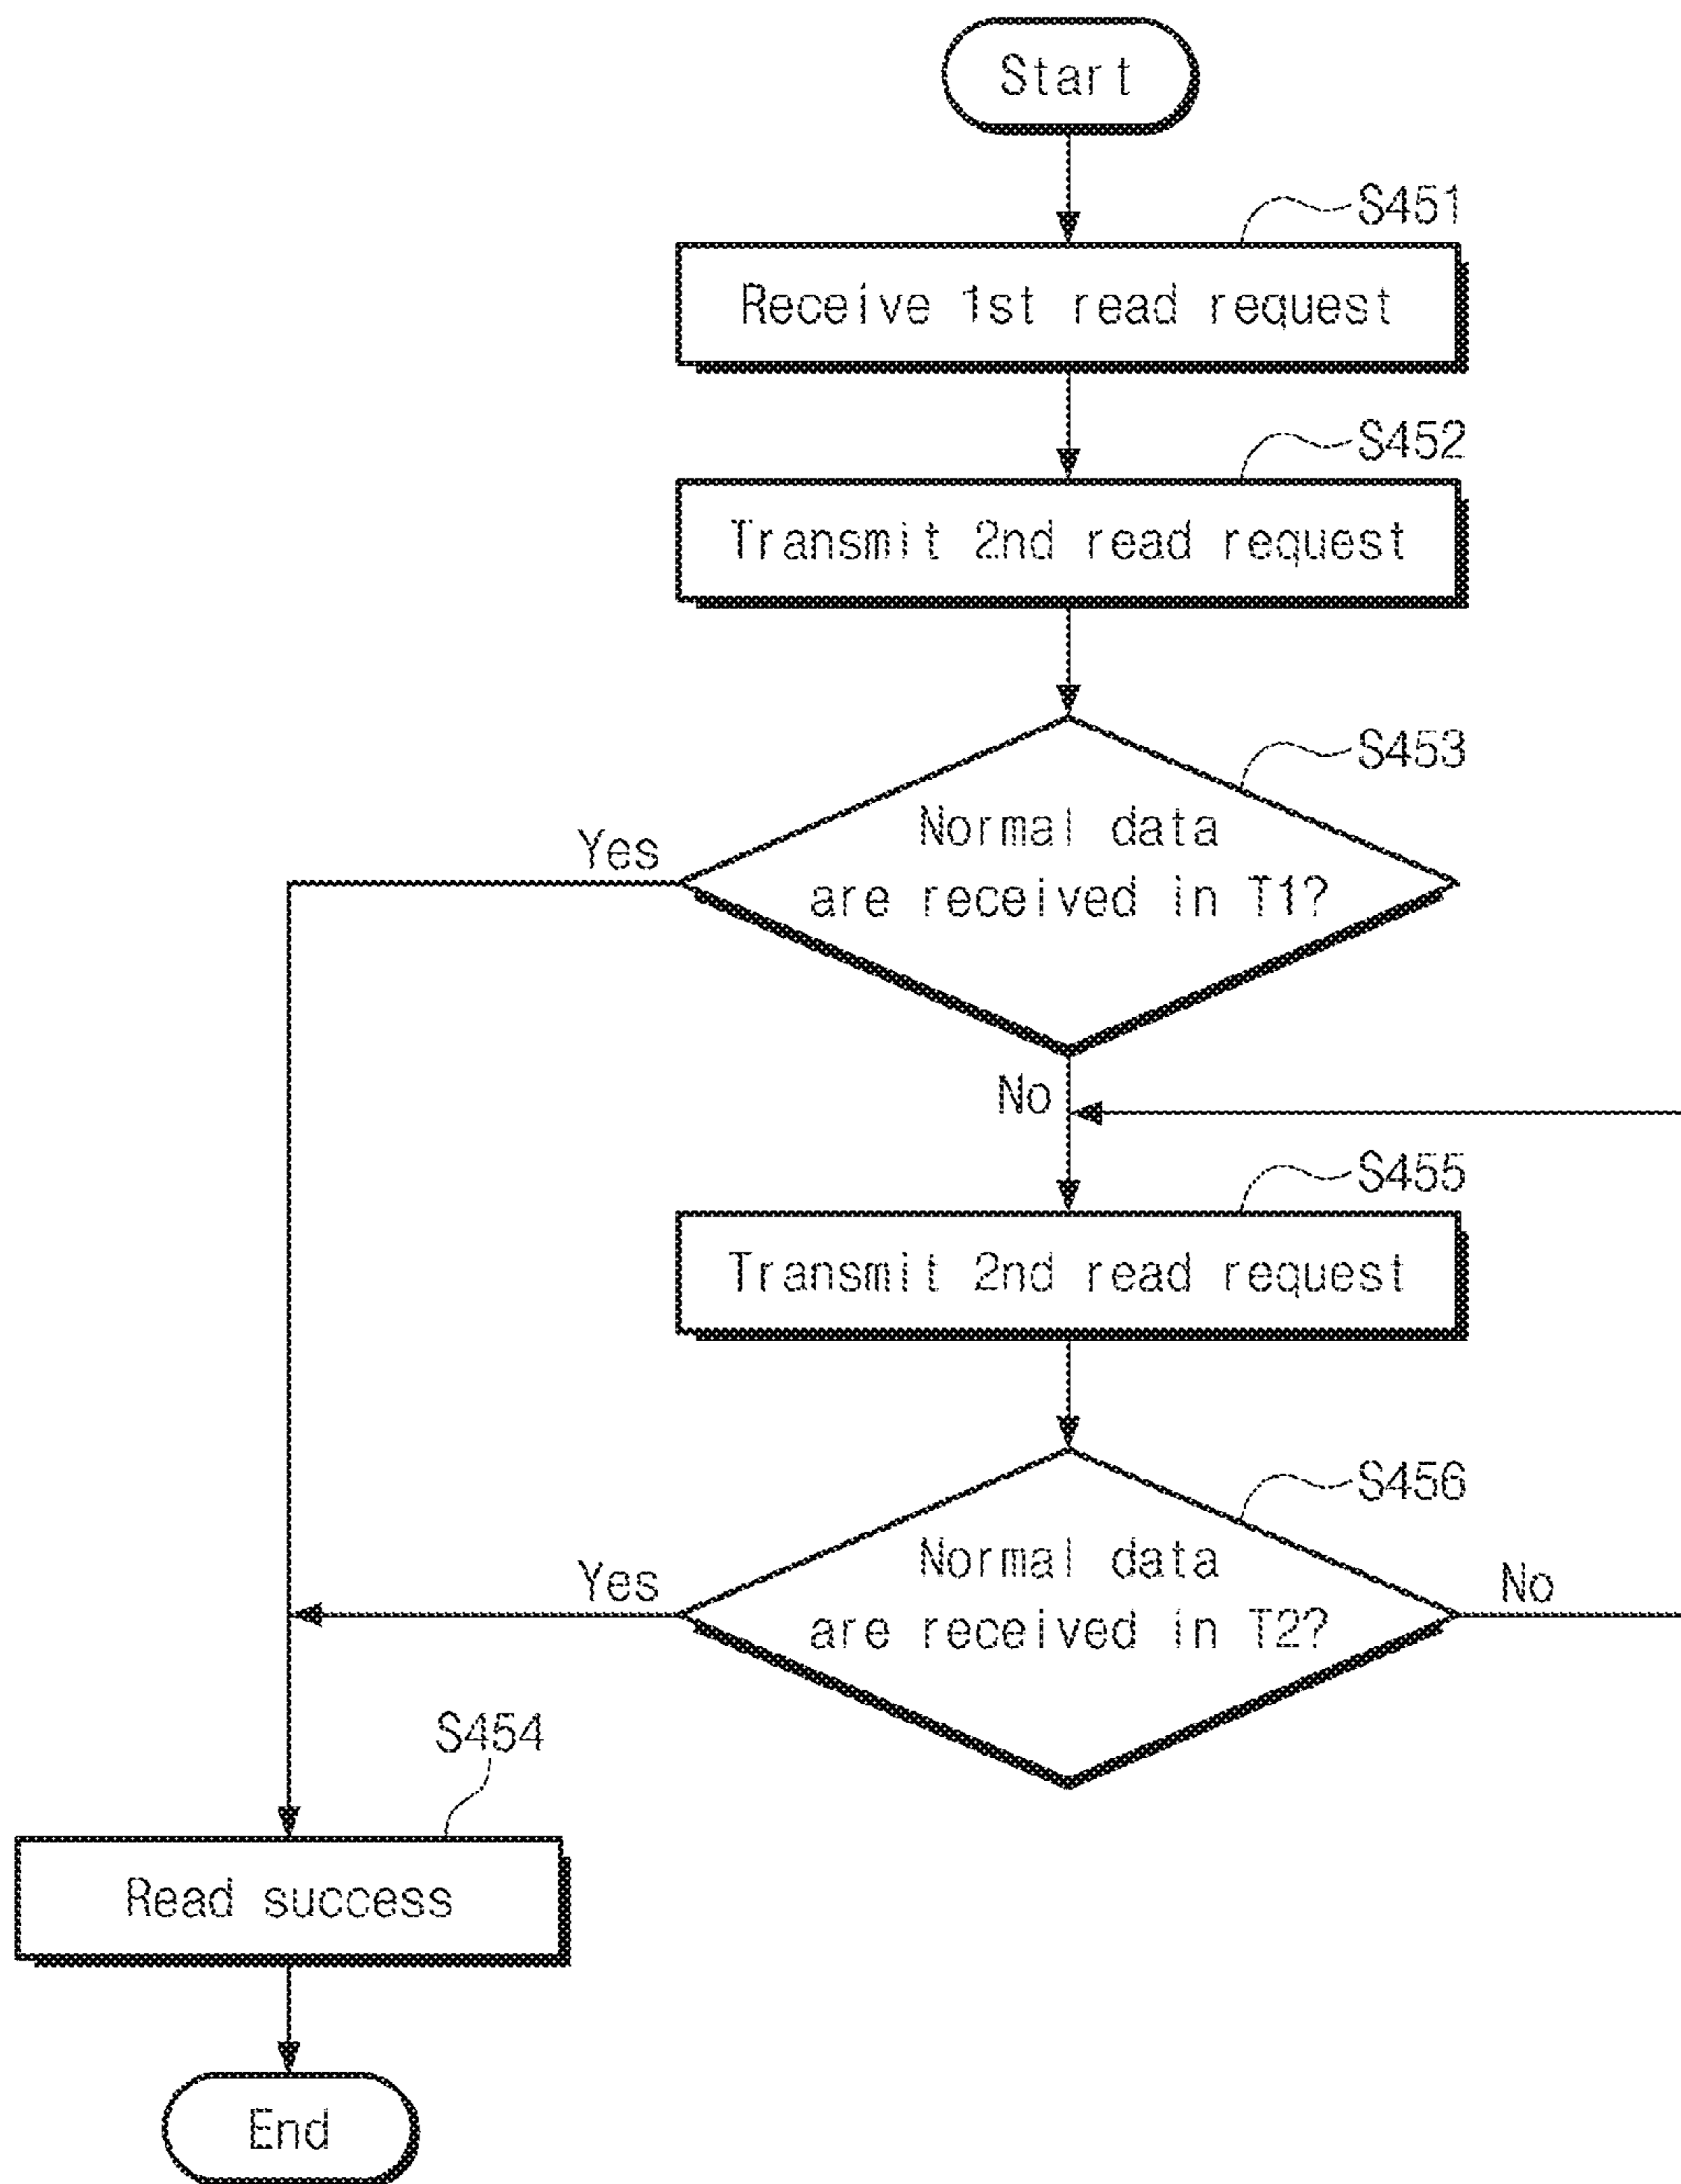 Start
S451
Receive 1st read request
S452
Transmit 2nd read request
S453
Normal data
are received in T1?
Yes
No
S455
Transmit 2nd read request
S456
Normal data
are received in T2?
Yes
No
S454
Read success
End